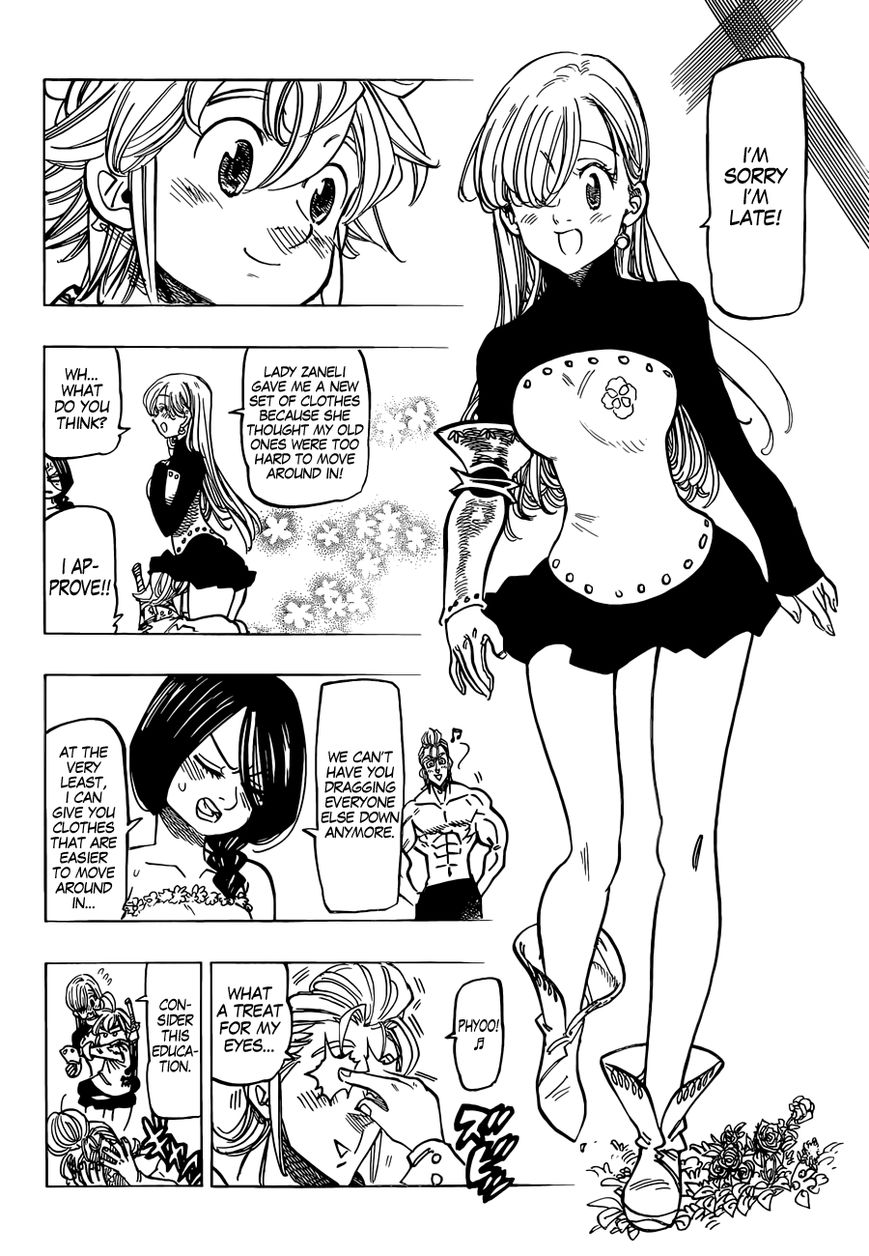 I'M
SORRY
I'M
LATE!
LADY ZANELI
GAVE ME A NEW
SET OF CLOTHES
BECAUSE SHE
THOUGHT MY OLD
ONES WERE TOO
HARD TO MOVE
AROUND IN!
WH...
WHAT
DO YOU
THINK?
I AP-
PROVE!!
WE CAN'T
HAVE YOU
DRAGGING
EVERYONE
ELSE DOWN
ANYMORE.
AT THE
VERY
LEAST,
I CAN
GIVE YOU
CLOTHES
THAT ARE
EASIER
TO MOVE
AROUND
IN...
PHYOO!
♫
WHAT
A TREAT
FOR MY
EYES...
CON-
SIDER
THIS
EDUCA-
TION.